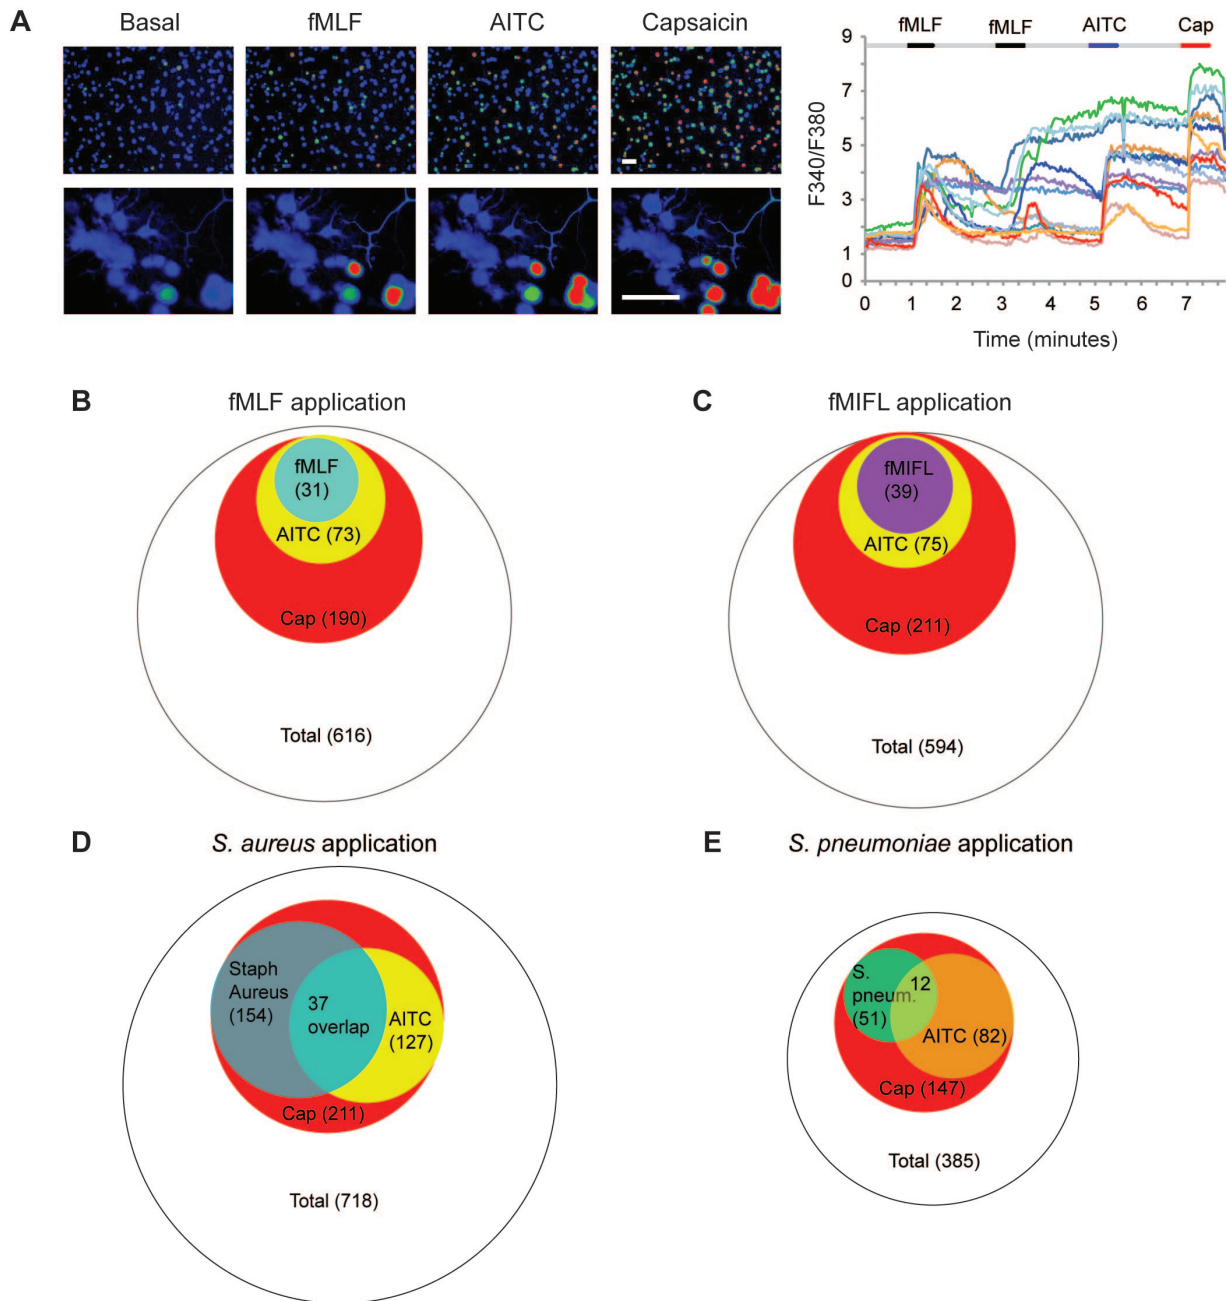 A
Basal
fMLF
AITC
Capsaicin
fMLF
fMLF
AITC
Cap
9
7
5
3
1
0
F340/F380
0
1
2
3
4
5
6
7
Time (minutes)
B
fMLF application
fMLF
(31)
AITC (73)
Cap (190)
Total (616)
C
fMIFL application
fMIFL
(39)
AITC (75)
Cap (211)
Total (594)
D
S. aureus application
Staph
Aureus
(154)
37
overlap
AITC
(127)
Cap (211)
Total (718)
E
S. pneumoniae application
S.
pneum.
(51)
12
AITC (82)
Cap (147)
Total (385)